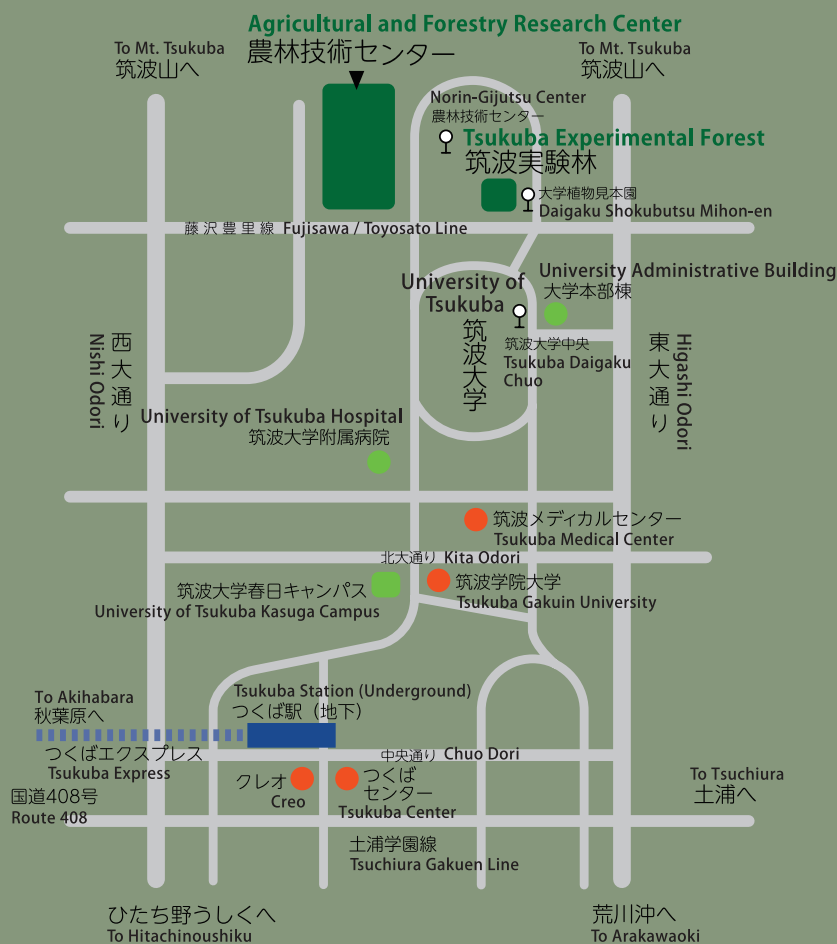 Agricultural and Forestry Research Center
農林技術センター
To Mt. Tsukuba
筑波山へ
To Mt. Tsukuba
筑波山へ
Norin-Gijutsu Center
農林技術センター
Tsukuba Experimental Forest
筑波実験林
大学植物見本園
Daigaku Shokubutsu Mihon-en
藤沢豊里線 Fujisawa / Toyosato Line
University of
Tsukuba
筑波大学
University Administrative Building
大学本部棟
筑波大学中央
Tsukuba Daigaku
Chuo
西大通り
Nishi Odori
東大通り
Higashi Odori
University of Tsukuba Hospital
筑波大学附属病院
筑波メディカルセンター
Tsukuba Medical Center
北大通り Kita Odori
筑波大学春日キャンパス
University of Tsukuba Kasuga Campus
筑波学院大学
Tsukuba Gakuin University
To Akihabara
秋葉原へ
Tsukuba Station (Underground)
つくば駅（地下）
つくばエクスプレス
Tsukuba Express
中央通り Chuo Dori
クレオ
Creo
つくば
センター
Tsukuba Center
To Tsuchiura
土浦へ
国道408号
Route 408
土浦学園線
Tsuchiura Gakuen Line
ひたち野うしくへ
To Hitachinoushiku
荒川沖へ
To Arakawaoki